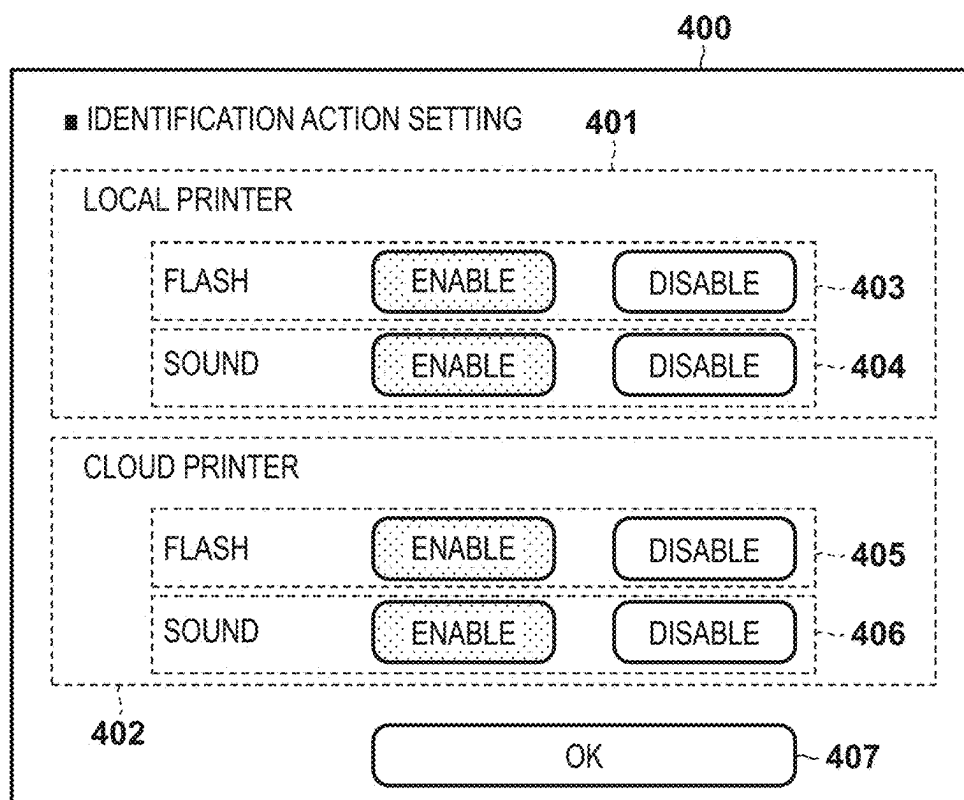 400
■ IDENTIFICATION ACTION SETTING 401
LOCAL PRINTER
FLASH ENABLE DISABLE 403
SOUND ENABLE DISABLE 404
CLOUD PRINTER
FLASH ENABLE DISABLE 405
SOUND ENABLE DISABLE 406
402
OK 407